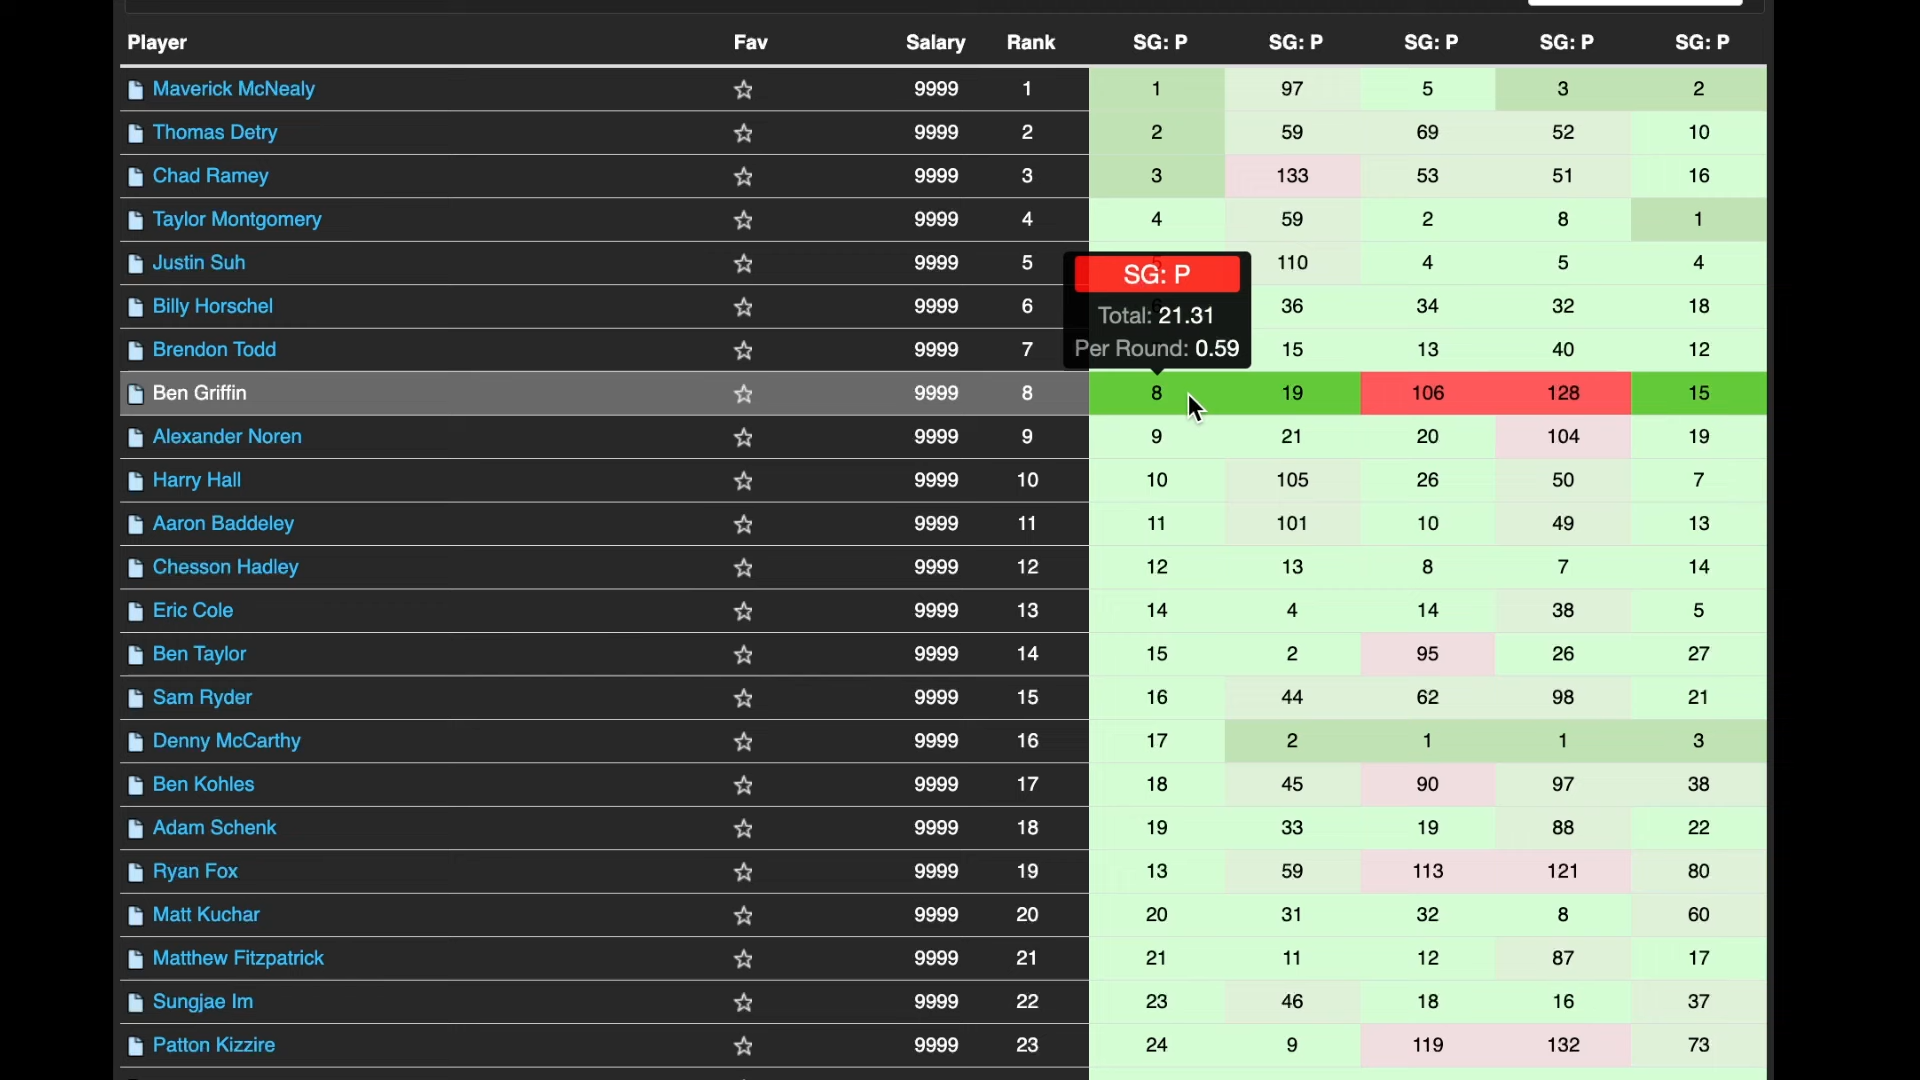 Player Fav Salary Rank SG: P SG: P SG: P SG: P SG: P
Maverick McNealy 9999 1 1 97 5 3 2
Thomas Detry 9999 2 2 59 69 52 10
Chad Ramey 9999 3 3 133 53 51 16
Taylor Montgomery 9999 4 4 59 2 8 1
Justin Suh 9999 5 5 110 4 5 4
SG: P
Billy Horschel 9999 6 6 36 34 32 18
Total: 21.31
Brendon Todd 9999 7 15 13 40 12
Per Round: 0.59
Ben Griffin 9999 8 8 19 106 128 15
Alexander Noren 9999 9 9 21 20 104 19
Harry Hall 9999 10 10 105 26 50 7
Aaron Baddeley 9999 11 11 101 10 49 13
Chesson Hadley 9999 12 12 13 8 7 14
Eric Cole 9999 13 14 4 14 38 5
Ben Taylor 9999 14 15 2 95 26 27
Sam Ryder 9999 15 16 44 62 98 21
Denny McCarthy 9999 16 17 2 1 1 3
Ben Kohles 9999 17 18 45 90 97 38
Adam Schenk 9999 18 19 33 19 88 22
Ryan Fox 9999 19 13 59 113 121 80
Matt Kuchar 9999 20 20 31 32 8 60
Matthew Fitzpatrick 9999 21 21 11 12 87 17
Sungjae Im 9999 22 23 46 18 16 37
Patton Kizzire 9999 23 24 9 119 132 73